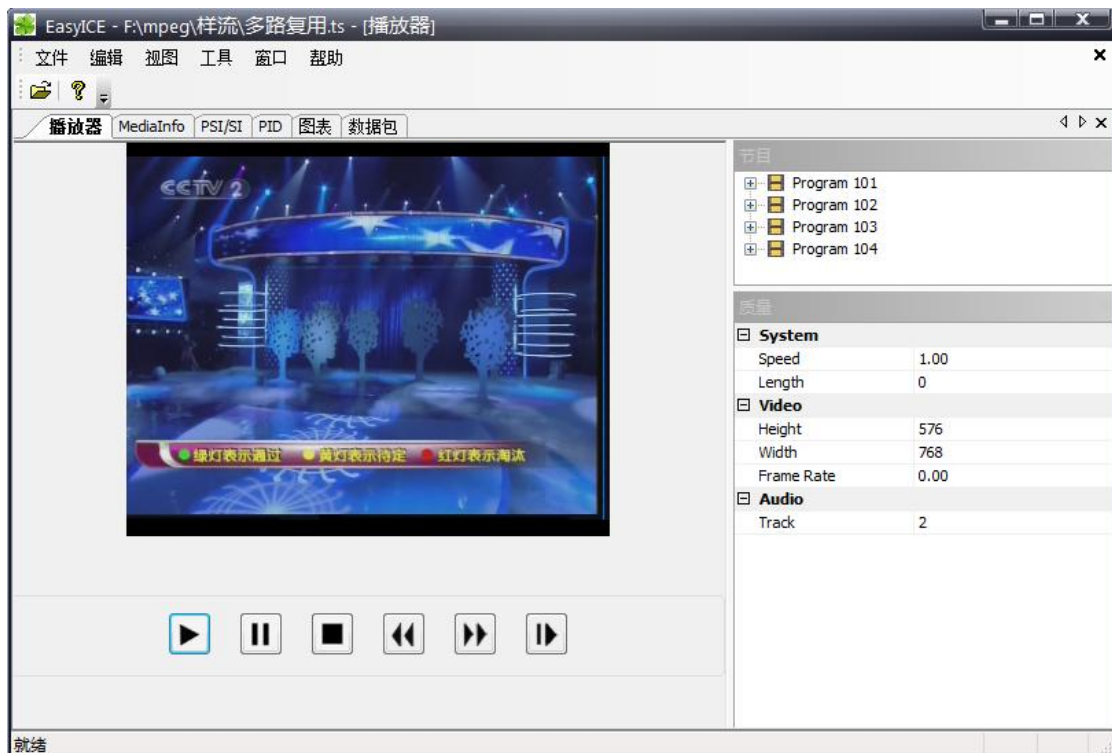 EasyICE - F:\mpeg\样流\多路复用.ts - [播放器]
文件 编辑 视图 工具 窗口 帮助
播放器 MediaInfo PSI/SI PID 图表 数据包
CCTV 2
绿灯表示通过 黄灯表示待定 红灯表示淘汰
节目
Program 101
Program 102
Program 103
Program 104
质量
System
Speed 1.00
Length 0
Video
Height 576
Width 768
Frame Rate 0.00
Audio
Track 2
就绪